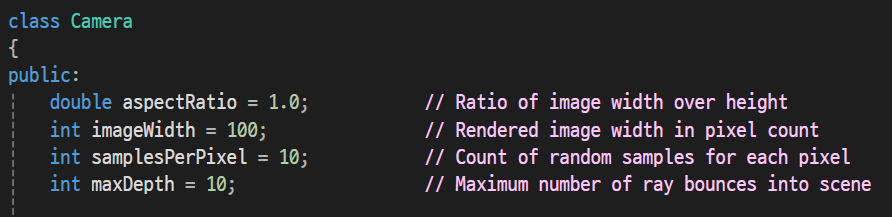 class Camera
{
public:
    double aspectRatio = 1.0;           // Ratio of image width over height
    int imageWidth = 100;               // Rendered image width in pixel count
    int samplesPerPixel = 10;           // Count of random samples for each pixel
    int maxDepth = 10;                  // Maximum number of ray bounces into scene